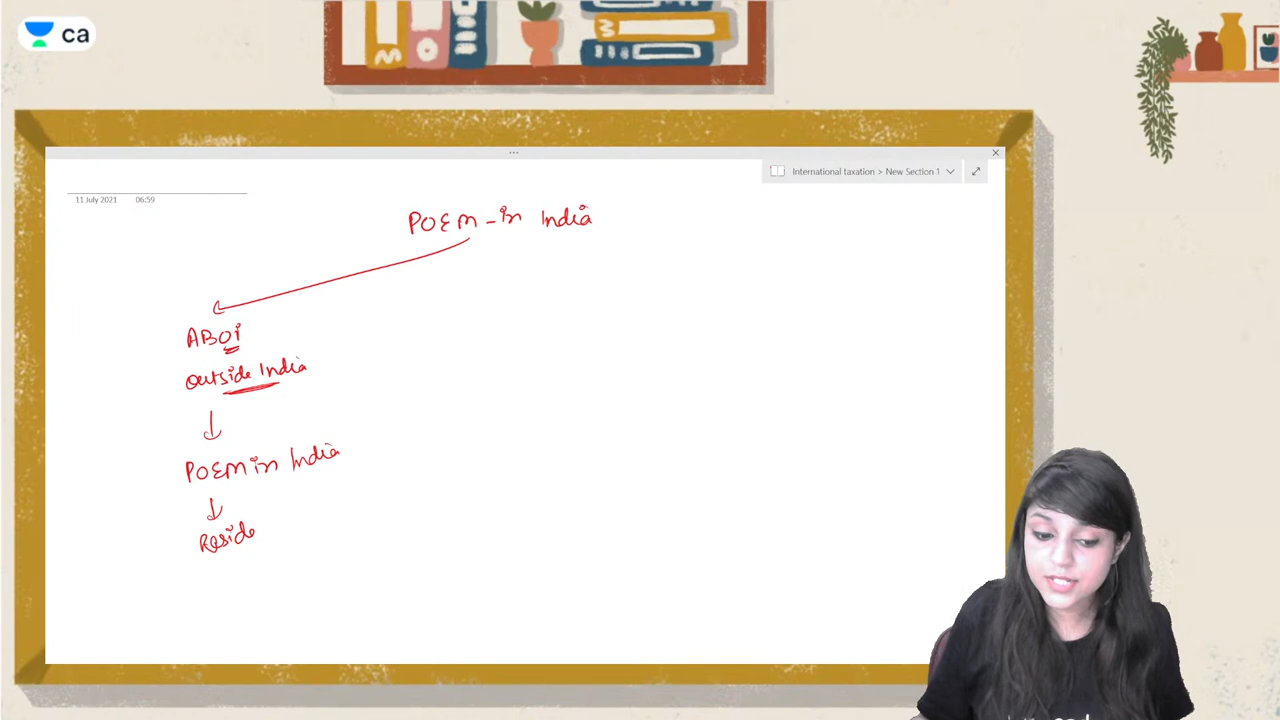 ca
International taxation > New Section 1
11 July 2021 06:59
POEM - in India
ABOI
outside India
POEM in India
Reside